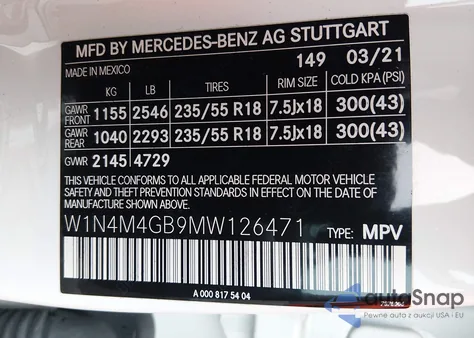 MFD BY MERCEDES-BENZ AG STUTTGART
MADE IN MEXICO 149 03/21
KG LB TIRES RIM SIZE COLD KPA (PSI)
GAWR FRONT 1155 2546 235/55 R18 7.5Jx18 300(43)
GAWR REAR 1040 2293 235/55 R18 7.5Jx18 300(43)
GVWR 2145 4729
THIS VEHICLE CONFORMS TO ALL APPLICABLE FEDERAL MOTOR VEHICLE
SAFETY AND THEFT PREVENTION STANDARDS IN EFFECT ON THE DATE OF
MANUFACTURE SHOWN ABOVE.
W1N4M4GB9MW126471 TYPE: MPV
A 000 817 54 04
autoSnap
Pewne auto z aukcji USA i EU